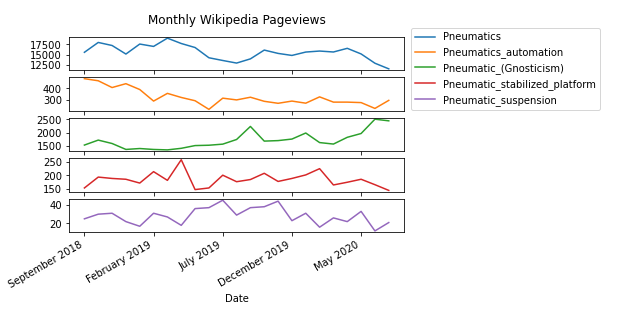 Monthly Wikipedia Pageviews
17500
15000
12500
400
300
2500
2000
1500
250
200
150
40
20
September 2018
February 2019
July 2019
December 2019
May 2020
Date
Pneumatics
Pneumatics_automation
Pneumatic_(Gnosticism)
Pneumatic_stabilized_platform
Pneumatic_suspension